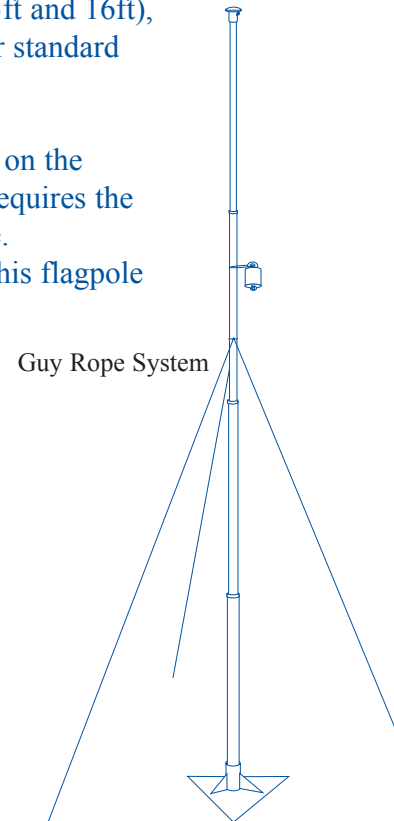 ft and 16ft),
standard
on the
equires the
his flagpole
Guy Rope System